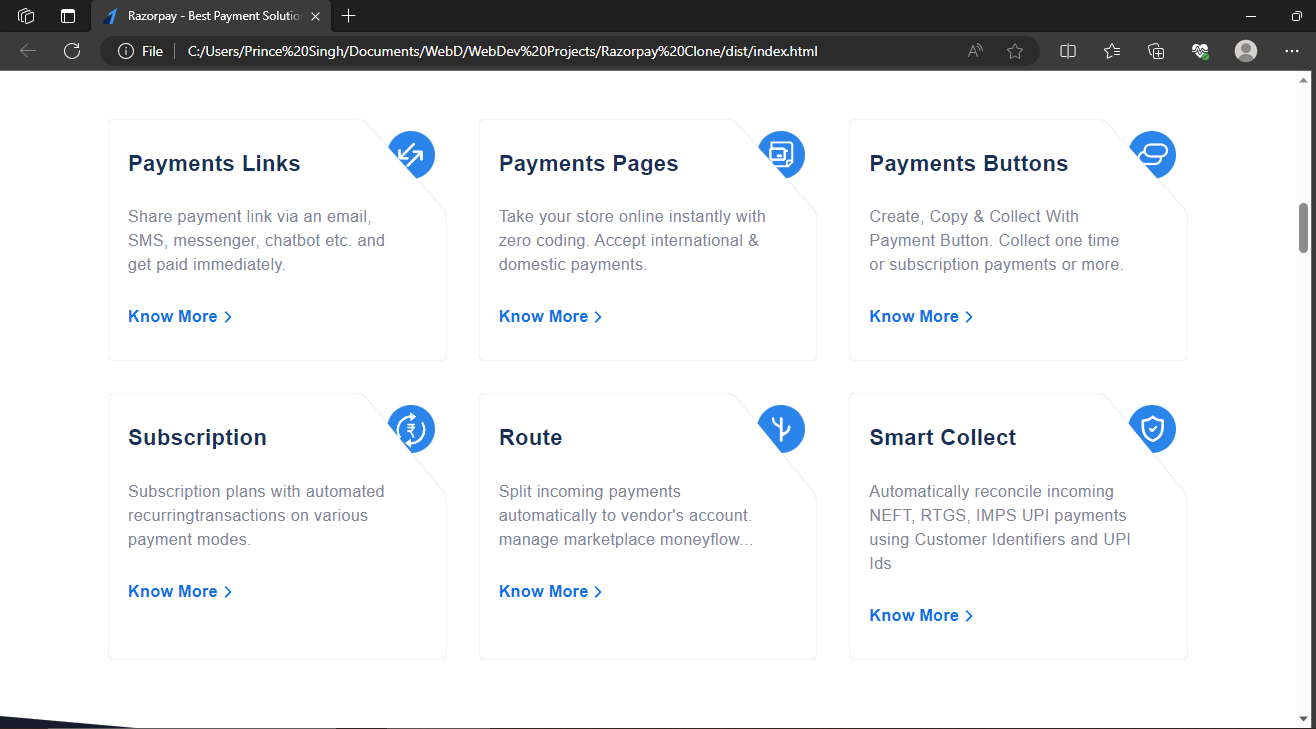 Razorpay - Best Payment Solutio
File
C:/Users/Prince%20Singh/Documents/WebD/WebDev%20Projects/Razorpay%20Clone/dist/index.html
Payments Links
Share payment link via an email,
SMS, messenger, chatbot etc. and
get paid immediately.
Know More
Payments Pages
Take your store online instantly with
zero coding. Accept international &
domestic payments.
Know More
Payments Buttons
Create, Copy & Collect With
Payment Button. Collect one time
or subscription payments or more.
Know More
Subscription
Subscription plans with automated
recurringtransactions on various
payment modes.
Know More
Route
Split incoming payments
automatically to vendor's account.
manage marketplace moneyflow...
Know More
Smart Collect
Automatically reconcile incoming
NEFT, RTGS, IMPS UPI payments
using Customer Identifiers and UPI
Ids
Know More